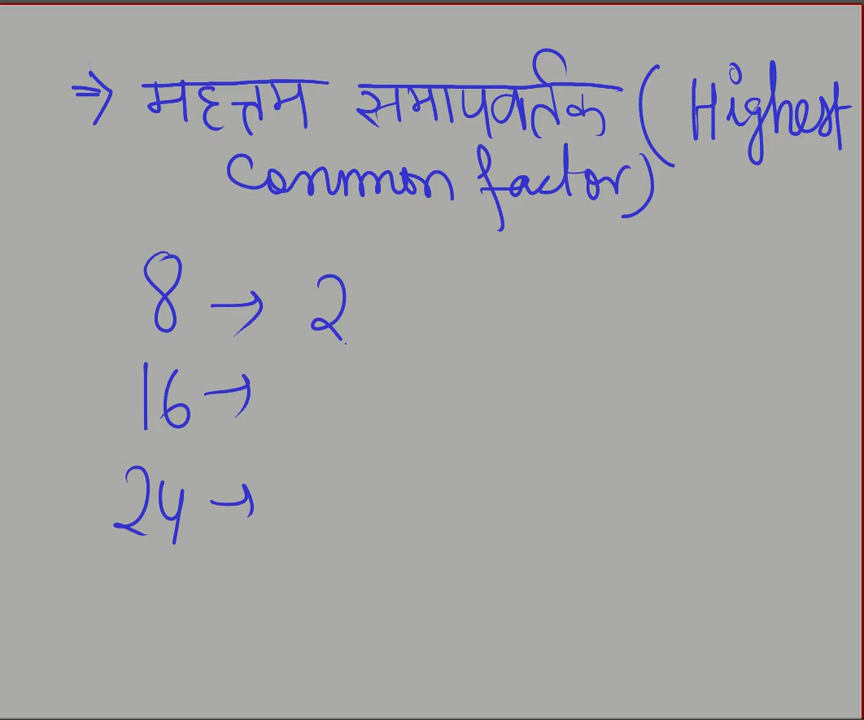 ⇒ महत्तम समापवर्तक ( Highest
Common factor)
8 → 2
16 →
24 →